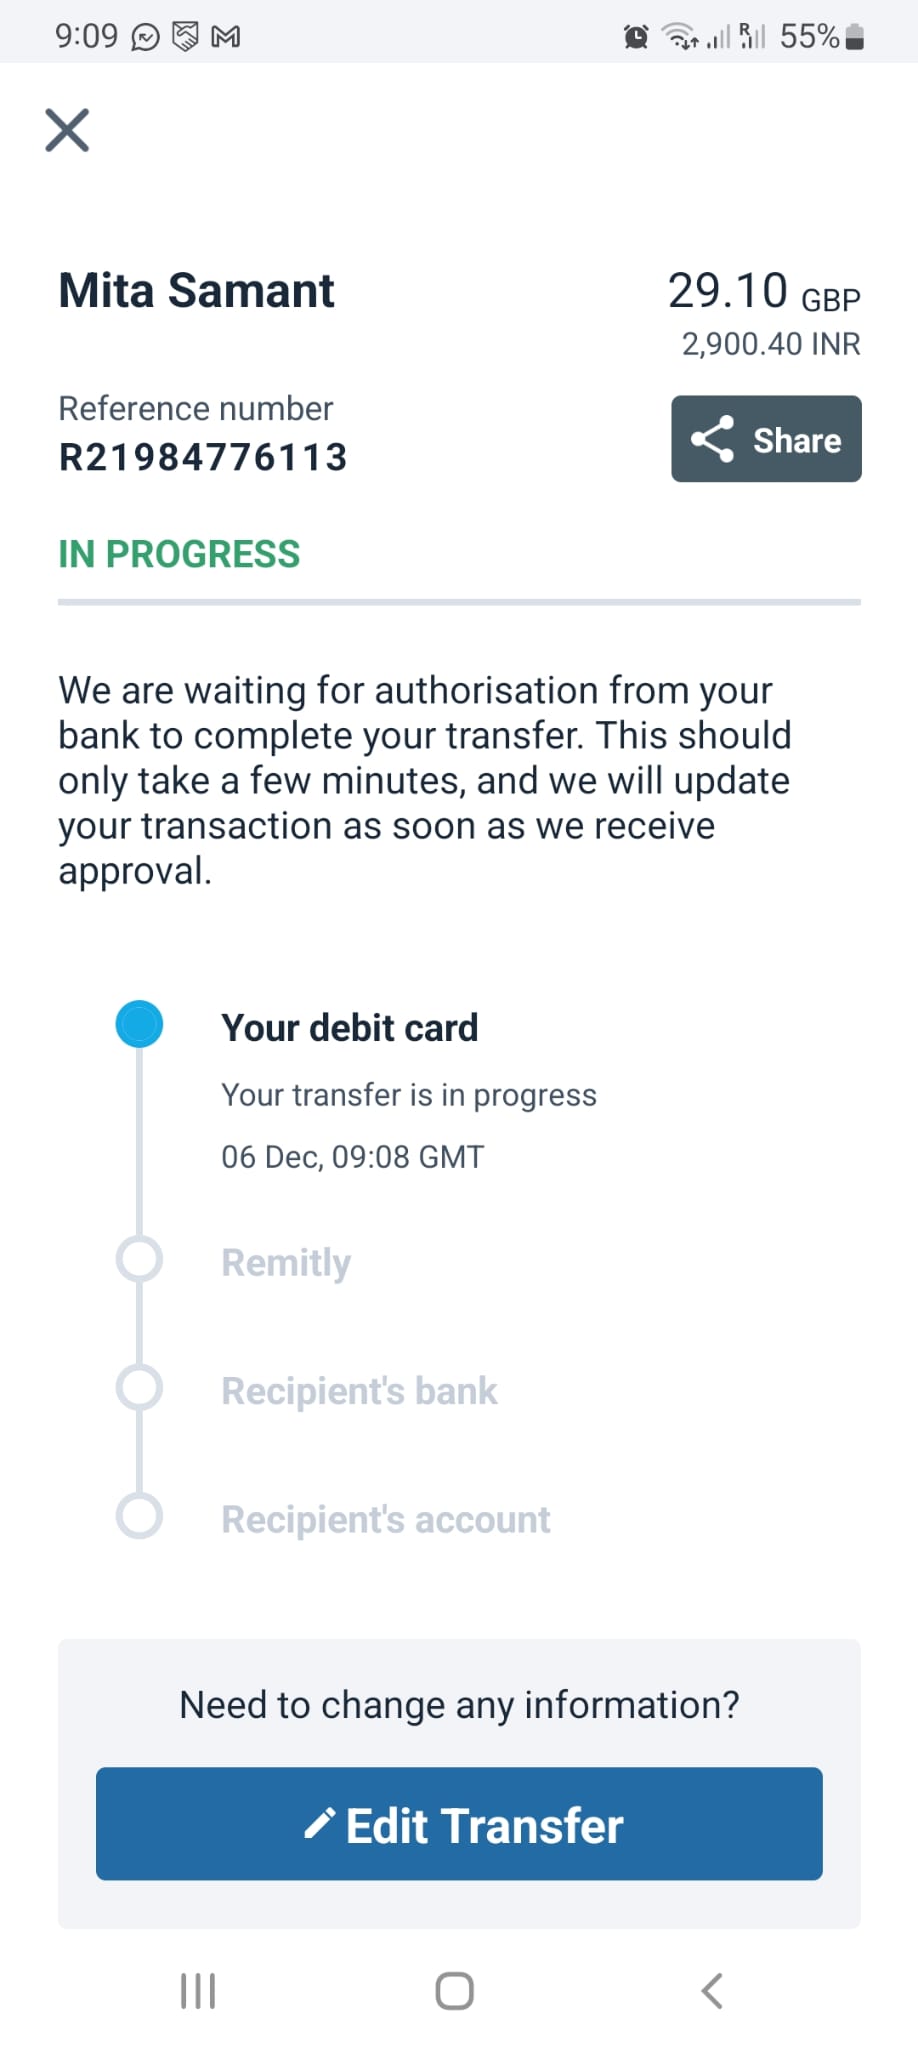 9:09
55%
Mita Samant
29.10 GBP
2,900.40 INR
Reference number
R21984776113
Share
IN PROGRESS
We are waiting for authorisation from your
bank to complete your transfer. This should
only take a few minutes, and we will update
your transaction as soon as we receive
approval.
Your debit card
Your transfer is in progress
06 Dec, 09:08 GMT
Remitly
Recipient's bank
Recipient's account
Need to change any information?
Edit Transfer